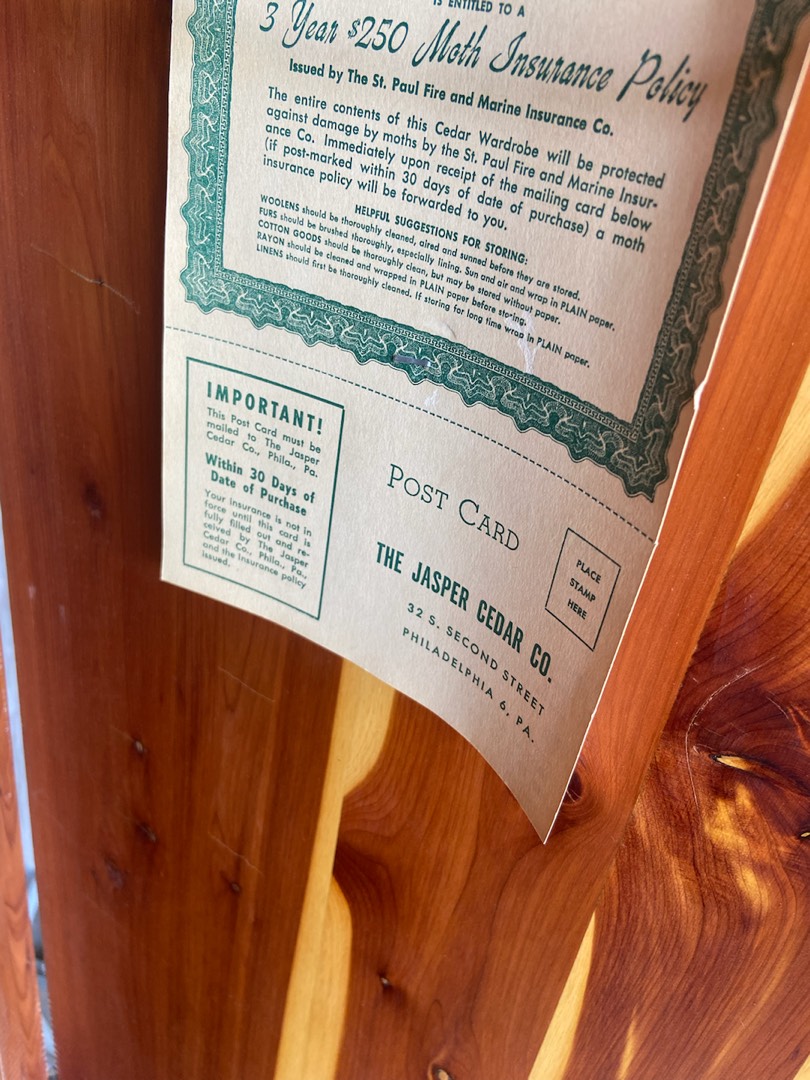 IS ENTITLED TO A
3 Year $250 Moth Insurance Policy
Issued by The St. Paul Fire and Marine Insurance Co.
The entire contents of this Cedar Wardrobe will be protected
against damage by moths by the St. Paul Fire and Marine Insur-
ance Co. Immediately upon receipt of the mailing card below
(if post-marked within 30 days of date of purchase) a moth
insurance policy will be forwarded to you.
HELPFUL SUGGESTIONS FOR STORING:
WOOLENS should be thoroughly cleaned, aired and sunned before they are stored.
FURS should be brushed thoroughly, especially lining. Sun and air and wrap in PLAIN paper.
COTTON GOODS should be thoroughly clean, but may be stored without paper.
RAYON should be cleaned and wrapped in PLAIN paper before storing.
LINENS should first be thoroughly cleaned. If storing for long time wrap in PLAIN paper.
IMPORTANT!
This Post Card must be
mailed to The Jasper
Cedar Co., Phila., Pa.
Within 30 Days of
Date of Purchase
Your insurance is not in
force until this card is
fully filled out and re-
ceived by The Jasper
Cedar Co., Phila., Pa.,
and the insurance policy
issued.
POST CARD
THE JASPER CEDAR CO.
32 S. SECOND STREET
PHILADELPHIA 6, PA.
PLACE
STAMP
HERE